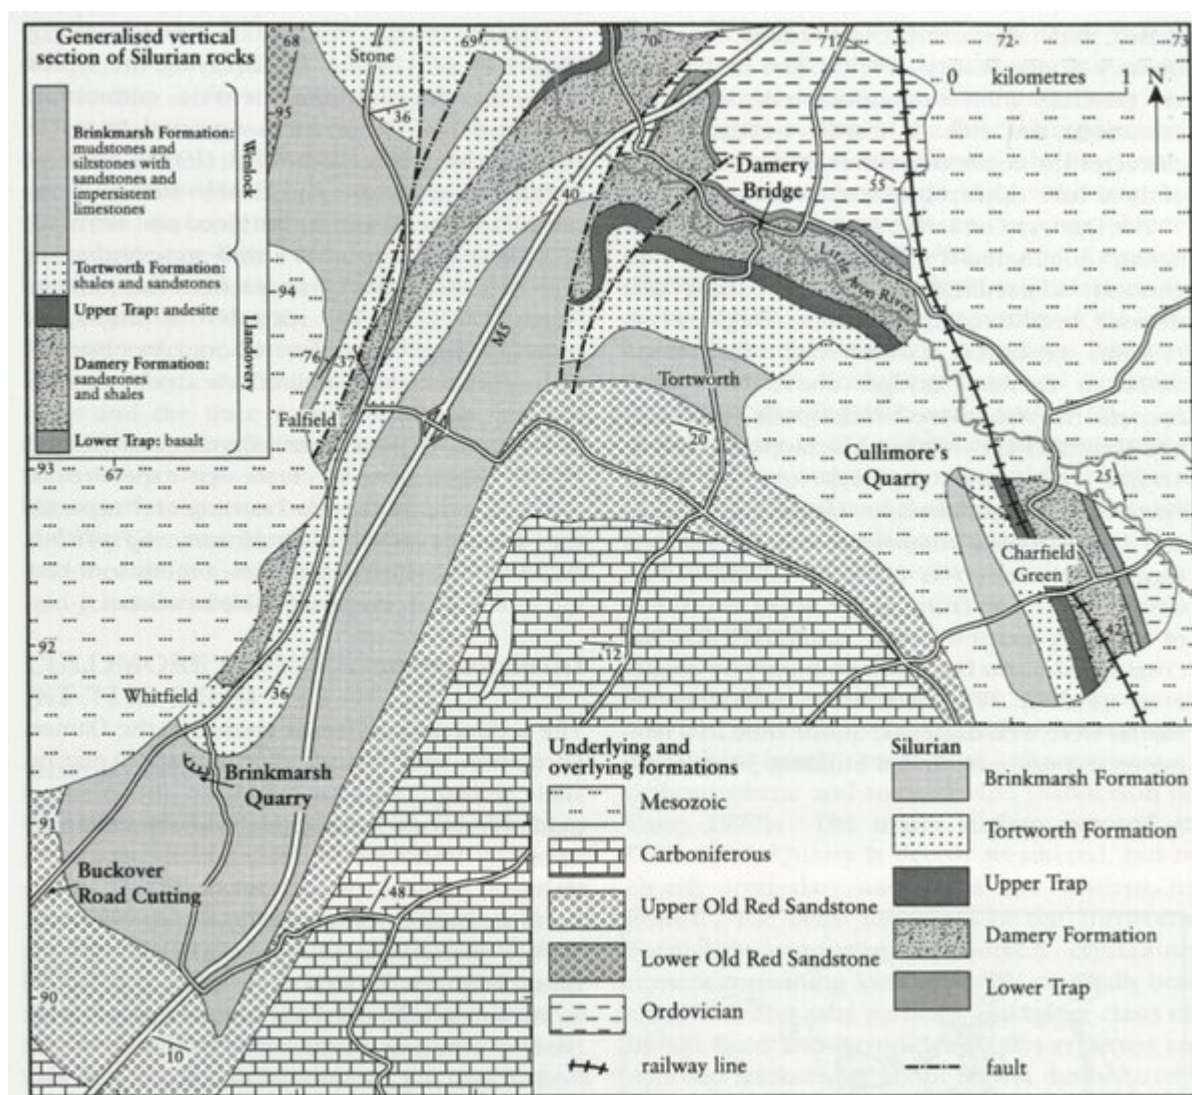 Generalised vertical
section of Silurian rocks
Brinkmarsh Formation:
mudstones and
siltstones with
sandstones and
impersistent
limestones
Wenlock
Tortworth Formation:
shales and sandstones
Upper Trap: andesite
Damery Formation:
sandstones
and shales
Lower Trap: basalt
Llandovery
68
69
70
71
72
73
0 kilometres 1
N
Stone
95
36
Damery
Bridge
40
55
94
Little Avon River
M5
76
37
Tortworth
Falfield
20
93
67
Cullimore's
Quarry
25
Charfield
Green
92
12
42
Whitfield
36
Brinkmarsh
Quarry
91
Buckover
Road Cutting
48
90
10
Underlying and
overlying formations
Mesozoic
Carboniferous
Upper Old Red Sandstone
Lower Old Red Sandstone
Ordovician
railway line
Silurian
Brinkmarsh Formation
Tortworth Formation
Upper Trap
Damery Formation
Lower Trap
fault